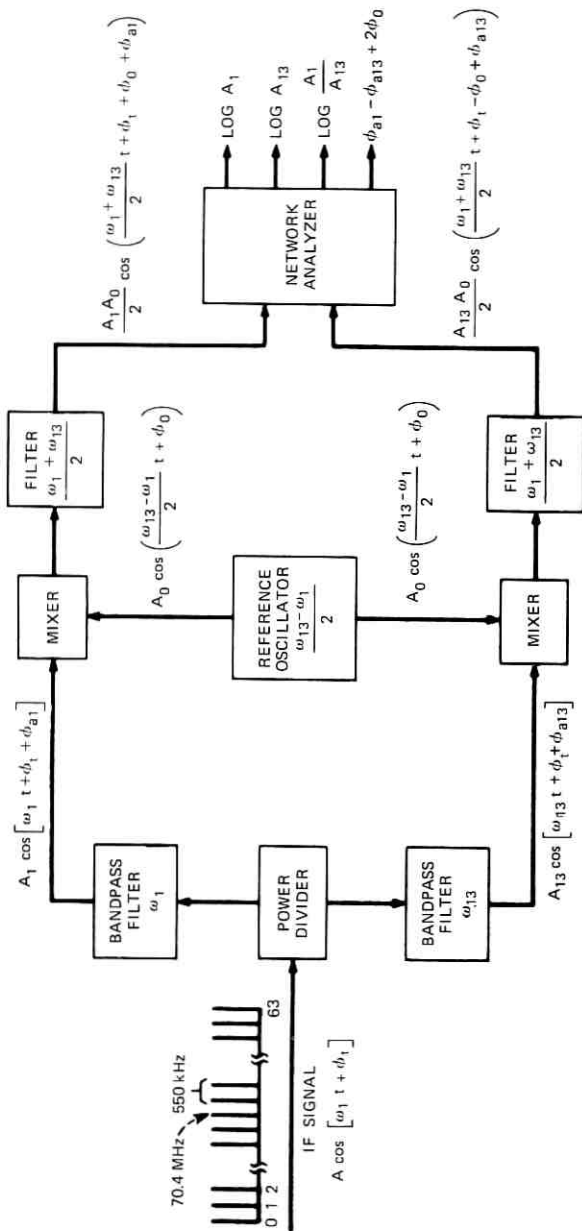 70.4 MHz
550 kHz
0 1 2
63
IF SIGNAL
A cos [ω₁ t + ϕₜ]
POWER
DIVIDER
BANDPASS
FILTER
ω₁
BANDPASS
FILTER
ω₁₃
A₁ cos [ω₁ t + ϕₜ + ϕₐ₁]
A₁₃ cos [ω₁₃ t + ϕₜ + ϕₐ₁₃]
MIXER
A₀ cos ((ω₁₃ - ω₁)/2 t + ϕ₀)
REFERENCE
OSCILLATOR
(ω₁₃ - ω₁)/2
A₀ cos ((ω₁₃ - ω₁)/2 t + ϕ₀)
MIXER
FILTER
(ω₁ + ω₁₃)/2
FILTER
(ω₁ + ω₁₃)/2
A₁A₀/2 cos ((ω₁ + ω₁₃)/2 t + ϕₜ + ϕ₀ + ϕₐ₁)
A₁₃A₀/2 cos ((ω₁ + ω₁₃)/2 t + ϕₜ - ϕ₀ + ϕₐ₁₃)
NETWORK
ANALYZER
LOG A₁
LOG A₁₃
LOG A₁/A₁₃
ϕₐ₁ - ϕₐ₁₃ + 2ϕ₀